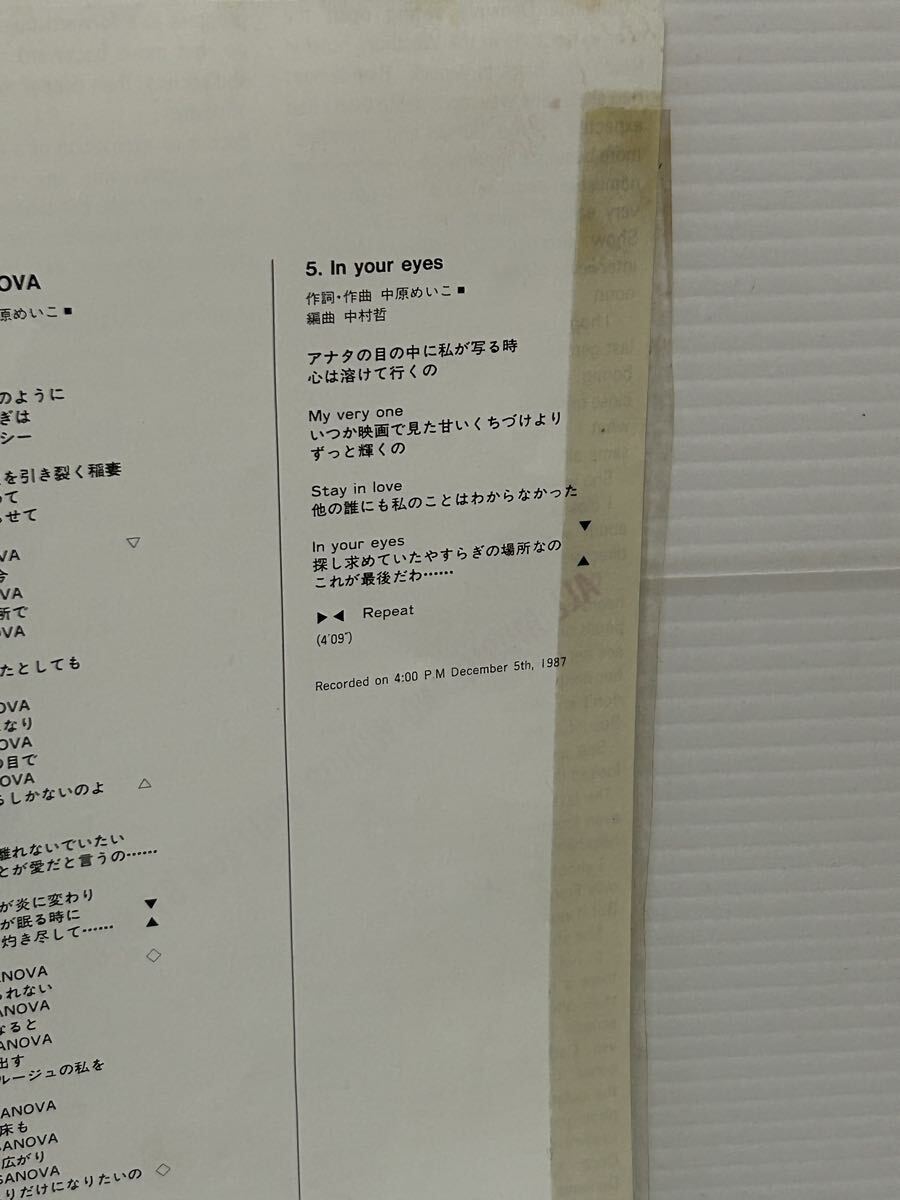 OVA
原めいこ ■
のように
ぎは
シー
を引き裂く稲妻
って
らせて
▽
VA
今
OVA
所で
OVA
たとしても
OVA
なり
OVA
の目で
OVA
るしかないのよ △
離れないでいたい
とが愛だと言うの……
が炎に変わり
が眠る時に ▼
灼き尽して…… ▲
◇
ANOVA
られない
ANOVA
なると
ANOVA
出す
ルージュの私を
ANOVA
床も
SANOVA
広がり
SANOVA
りだけになりたいの ◇
5. In your eyes
作詞・作曲 中原めいこ ■
編曲 中村哲
アナタの目の中に私が写る時
心は溶けて行くの
My very one
いつか映画で見た甘いくちづけより
ずっと輝くの
Stay in love
他の誰にも私のことはわからなかった
In your eyes ▼
探し求めていたやすらぎの場所なの
これが最後だわ…… ▲
▶◀ Repeat
(4'09")
Recorded on 4:00 P.M December 5th, 1987